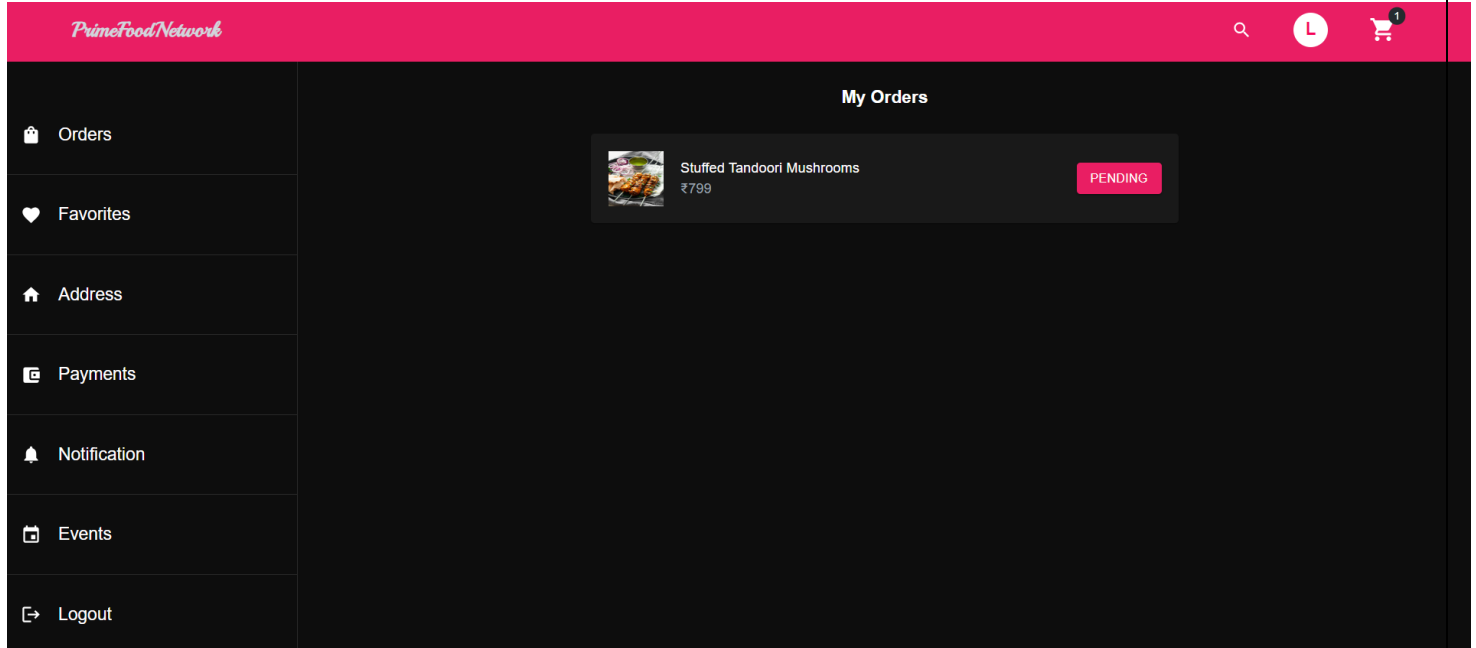 PrimeFoodNetwork
L
1
Orders
Favorites
Address
Payments
Notification
Events
Logout
My Orders
Stuffed Tandoori Mushrooms
₹799
PENDING